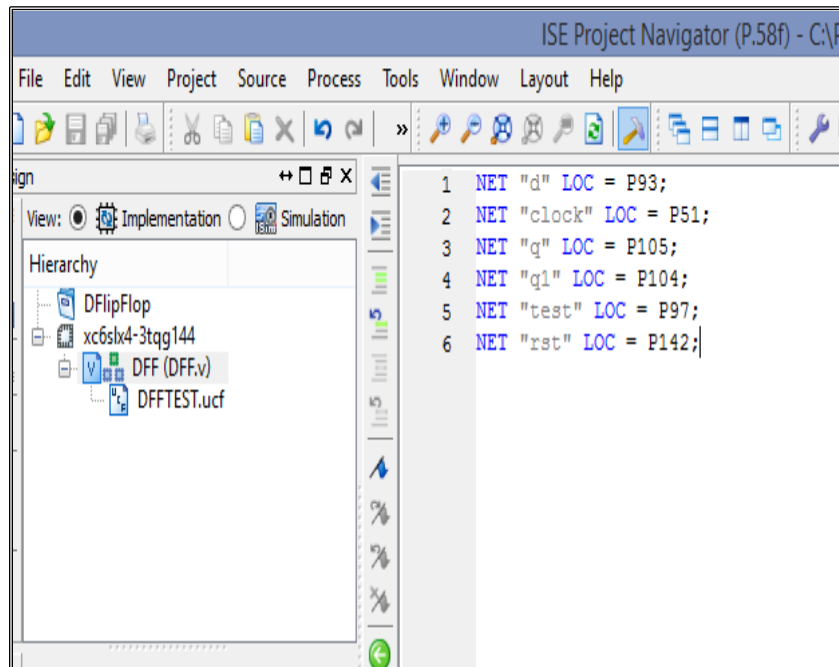 ISE Project Navigator (P.58f) - C:\P
File Edit View Project Source Process Tools Window Layout Help
»
ign
View: Implementation Simulation
Hierarchy
DFlipFlop
xc6slx4-3tqg144
DFF (DFF.v)
DFFTEST.ucf
1 NET "d" LOC = P93;
2 NET "clock" LOC = P51;
3 NET "q" LOC = P105;
4 NET "q1" LOC = P104;
5 NET "test" LOC = P97;
6 NET "rst" LOC = P142;